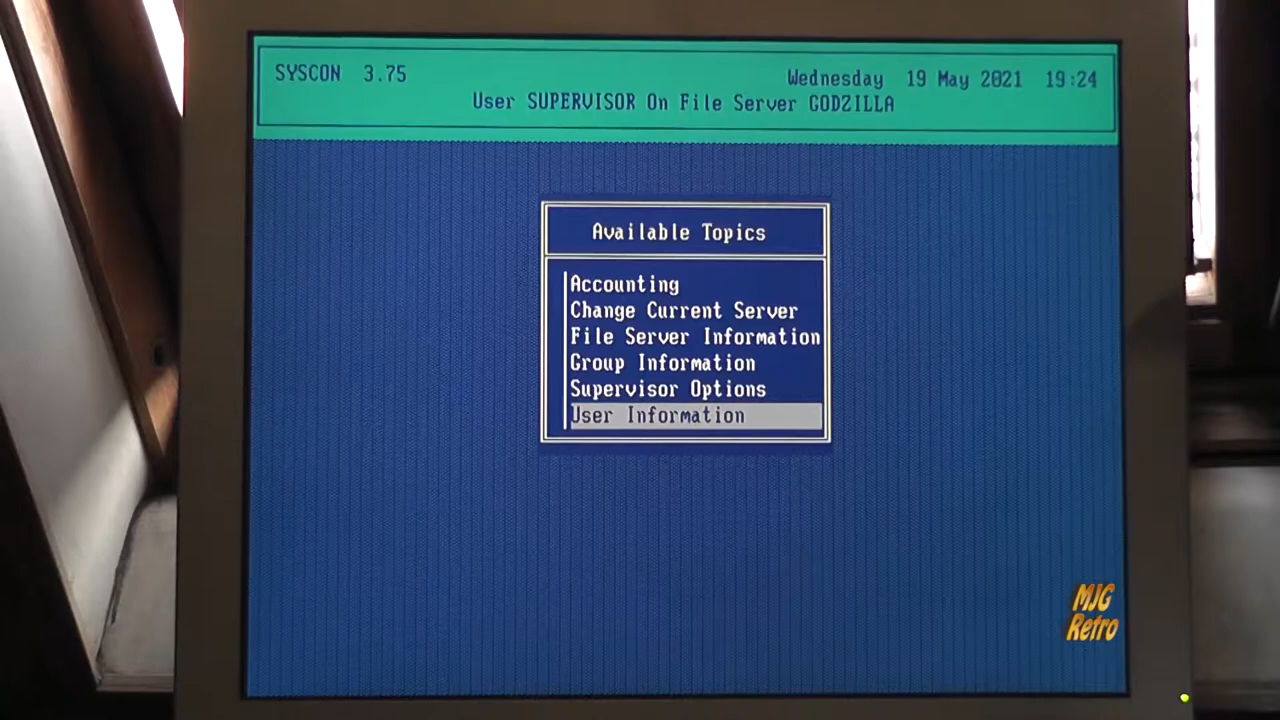 SYSCON 3.75
Wednesday 19 May 2021 19:24
User SUPERVISOR On File Server GODZILLA
Available Topics
Accounting
Change Current Server
File Server Information
Group Information
Supervisor Options
User Information
MJG
Retro